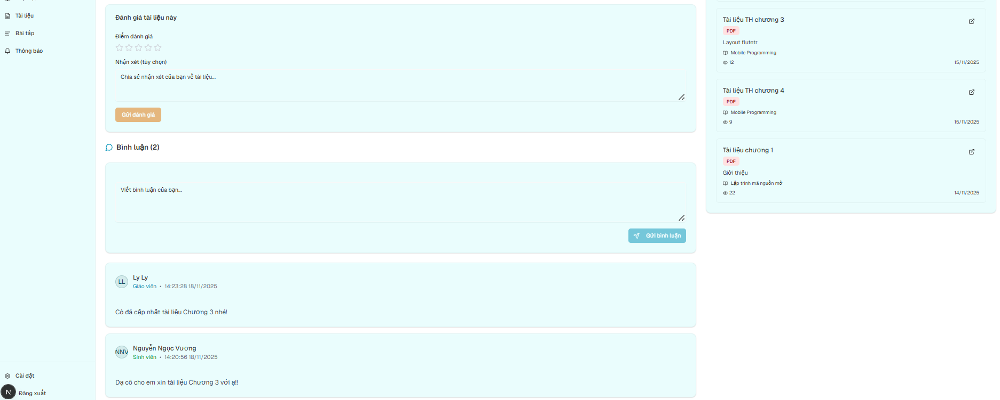 Tài liệu
Bài tập
Thông báo
Cài đặt
N
Đăng xuất
Đánh giá tài liệu này
Điểm đánh giá
Nhận xét (tùy chọn)
Chia sẻ nhận xét của bạn về tài liệu...
Gửi đánh giá
Bình luận (2)
Viết bình luận của bạn...
Gửi bình luận
LL
Ly Ly
Giáo viên • 14:23:28 18/11/2025
Cô đã cập nhật tài liệu Chương 3 nhé!
NNV
Nguyễn Ngọc Vương
Sinh viên • 14:20:56 18/11/2025
Dạ cô cho em xin tài liệu Chương 3 với ạ!!
Tài liệu TH chương 3
PDF
Layout flutetr
Mobile Programming
12 15/11/2025
Tài liệu TH chương 4
PDF
Mobile Programming
9 15/11/2025
Tài liệu chương 1
PDF
Giới thiệu
Lập trình mã nguồn mở
22 14/11/2025